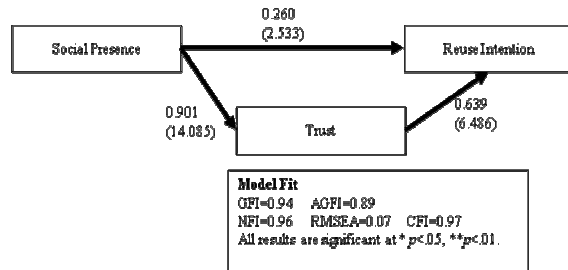 0.260
(2.533)
Social Presence
Reuse Intention
0.901
(14.085)
0.639
(6.486)
Trust
Model Fit
GFI=0.94 AGFI=0.89
NFI=0.96 RMSEA=0.07 CFI=0.97
All results are significant at * p<.05, **p<.01.